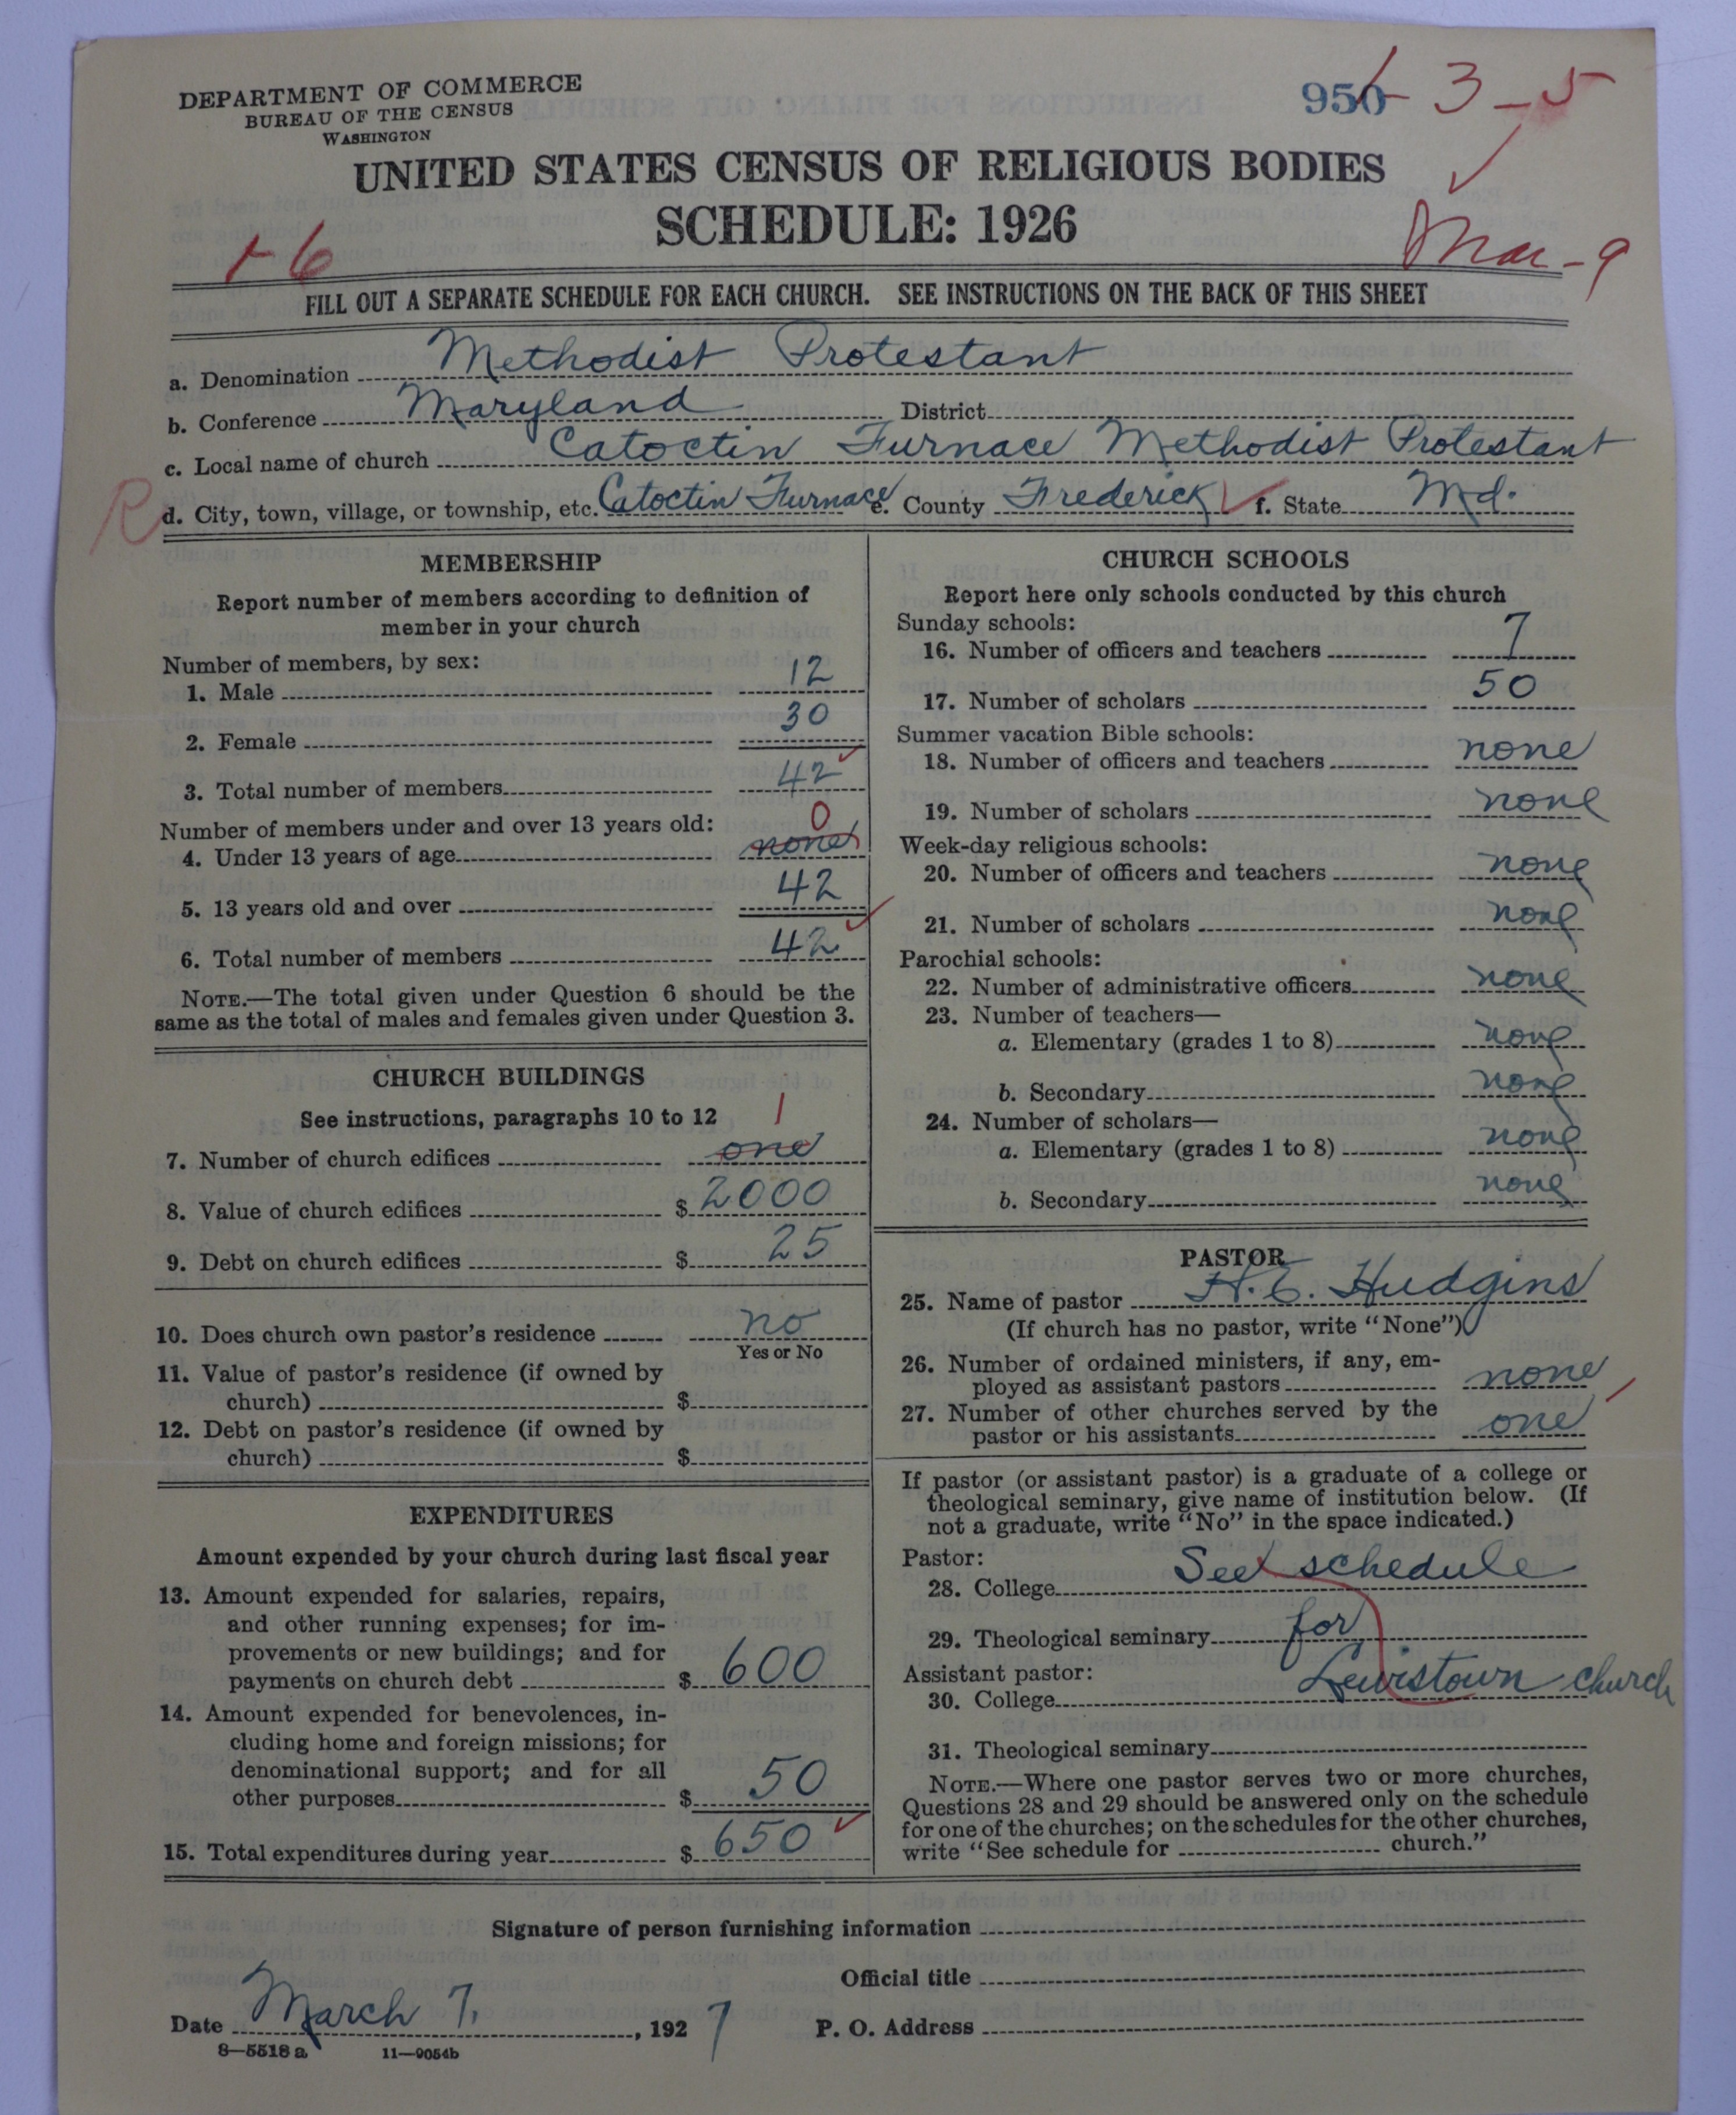 DEPARTMENT OF COMMERCE
BUREAU OF THE CENSUS
WASHINGTON
950 3-5
UNITED STATES CENSUS OF RELIGIOUS BODIES
SCHEDULE: 1926
Mar-9
FILL OUT A SEPARATE SCHEDULE FOR EACH CHURCH. SEE INSTRUCTIONS ON THE BACK OF THIS SHEET
a. Denomination Methodist Protestant
b. Conference Maryland District
c. Local name of church Catoctin Furnace Methodist Protestant
R d. City, town, village, or township, etc. Catoctin Furnace e. County Frederick f. State Md.
MEMBERSHIP
Report number of members according to definition of
member in your church
Number of members, by sex:
1. Male 12
2. Female 30
3. Total number of members 42
Number of members under and over 13 years old: 0
4. Under 13 years of age none
5. 13 years old and over 42
6. Total number of members 42
NOTE.—The total given under Question 6 should be the
same as the total of males and females given under Question 3.
CHURCH BUILDINGS
See instructions, paragraphs 10 to 12 1
7. Number of church edifices one
8. Value of church edifices $ 2000
9. Debt on church edifices $ 25
10. Does church own pastor's residence no
Yes or No
11. Value of pastor's residence (if owned by
church) $
12. Debt on pastor's residence (if owned by
church) $
EXPENDITURES
Amount expended by your church during last fiscal year
13. Amount expended for salaries, repairs,
and other running expenses; for im-
provements or new buildings; and for
payments on church debt $ 600
14. Amount expended for benevolences, in-
cluding home and foreign missions; for
denominational support; and for all
other purposes $ 50
15. Total expenditures during year $ 650
CHURCH SCHOOLS
Report here only schools conducted by this church
Sunday schools:
16. Number of officers and teachers 7
17. Number of scholars 50
Summer vacation Bible schools:
18. Number of officers and teachers none
19. Number of scholars none
Week-day religious schools:
20. Number of officers and teachers none
21. Number of scholars none
Parochial schools:
22. Number of administrative officers none
23. Number of teachers—
a. Elementary (grades 1 to 8) none
b. Secondary none
24. Number of scholars—
a. Elementary (grades 1 to 8) none
b. Secondary none
PASTOR
25. Name of pastor H. E. Hudgins
(If church has no pastor, write "None")
26. Number of ordained ministers, if any, em-
ployed as assistant pastors none
27. Number of other churches served by the
pastor or his assistants one
If pastor (or assistant pastor) is a graduate of a college or
theological seminary, give name of institution below. (If
not a graduate, write "No" in the space indicated.)
Pastor:
28. College See schedule
29. Theological seminary for
Assistant pastor:
30. College Lewistown church
31. Theological seminary
NOTE.—Where one pastor serves two or more churches,
Questions 28 and 29 should be answered only on the schedule
for one of the churches; on the schedules for the other churches,
write "See schedule for church."
Signature of person furnishing information
Official title
Date March 7, 1927 P. O. Address
8—5518 a 11—9054b